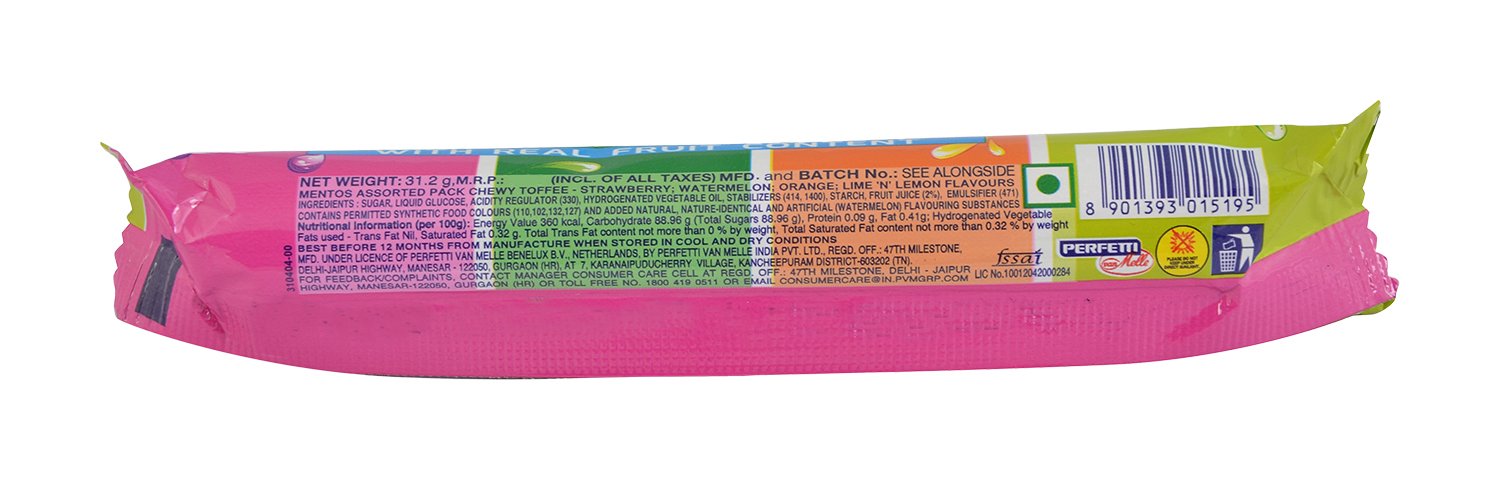 WITH REAL FRUIT CONTENT
NET WEIGHT: 31.2 g,M.R.P.: (INCL. OF ALL TAXES) MFD. and BATCH No.: SEE ALONGSIDE
MENTOS ASSORTED PACK CHEWY TOFFEE - STRAWBERRY; WATERMELON; ORANGE; LIME 'N' LEMON FLAVOURS
INGREDIENTS : SUGAR, LIQUID GLUCOSE, ACIDITY REGULATOR (330), HYDROGENATED VEGETABLE OIL, STABILIZERS (414, 1400), STARCH, FRUIT JUICE (2%), EMULSIFIER (471)
CONTAINS PERMITTED SYNTHETIC FOOD COLOURS (110,102,132,127) AND ADDED NATURAL, NATURE-IDENTICAL AND ARTIFICIAL (WATERMELON) FLAVOURING SUBSTANCES
Nutritional Information (per 100g): Energy Value 360 kcal, Carbohydrate 88.96 g (Total Sugars 88.96 g), Protein 0.09 g, Fat 0.41g; Hydrogenated Vegetable
Fats used - Trans Fat Nil, Saturated Fat 0.32 g. Total Trans Fat content not more than 0 % by weight, Total Saturated Fat content not more than 0.32 % by weight
BEST BEFORE 12 MONTHS FROM MANUFACTURE WHEN STORED IN COOL AND DRY CONDITIONS
MFD. UNDER LICENCE OF PERFETTI VAN MELLE BENELUX B.V., NETHERLANDS, BY PERFETTI VAN MELLE INDIA PVT. LTD., REGD. OFF.: 47TH MILESTONE,
DELHI-JAIPUR HIGHWAY, MANESAR - 122050, GURGAON (HR), AT 7, KARANAIPUDUCHERRY VILLAGE, KANCHEEPURAM DISTRICT-603202 (TN).
FOR FEEDBACK/COMPLAINTS, CONTACT MANAGER CONSUMER CARE CELL AT REGD. OFF.: 47TH MILESTONE, DELHI - JAIPUR
HIGHWAY, MANESAR-122050, GURGAON (HR) OR TOLL FREE NO. 1800 419 0511 OR EMAIL CONSUMERCARE@IN.PVMGRP.COM
310404-00
fssai
LIC No.10012042000284
8 901393 015195
PERFETTI
van Melle
PLEASE DO NOT
KEEP UNDER
DIRECT SUNLIGHT.